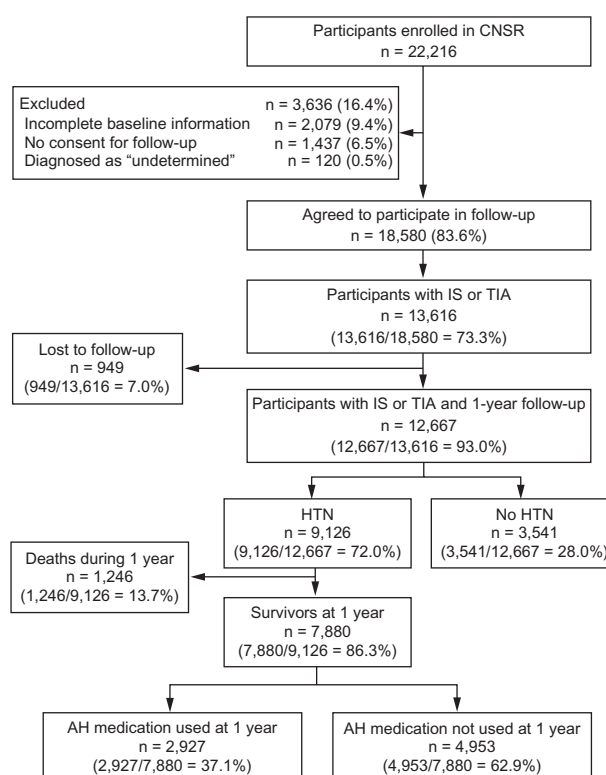 Participants enrolled in CNSR
n = 22,216
Excluded n = 3,636 (16.4%)
Incomplete baseline information n = 2,079 (9.4%)
No consent for follow-up n = 1,437 (6.5%)
Diagnosed as “undetermined” n = 120 (0.5%)
Agreed to participate in follow-up
n = 18,580 (83.6%)
Participants with IS or TIA
n = 13,616
(13,616/18,580 = 73.3%)
Lost to follow-up
n = 949
(949/13,616 = 7.0%)
Participants with IS or TIA and 1-year follow-up
n = 12,667
(12,667/13,616 = 93.0%)
HTN
n = 9,126
(9,126/12,667 = 72.0%)
No HTN
n = 3,541
(3,541/12,667 = 28.0%)
Deaths during 1 year
n = 1,246
(1,246/9,126 = 13.7%)
Survivors at 1 year
n = 7,880
(7,880/9,126 = 86.3%)
AH medication used at 1 year
n = 2,927
(2,927/7,880 = 37.1%)
AH medication not used at 1 year
n = 4,953
(4,953/7,880 = 62.9%)